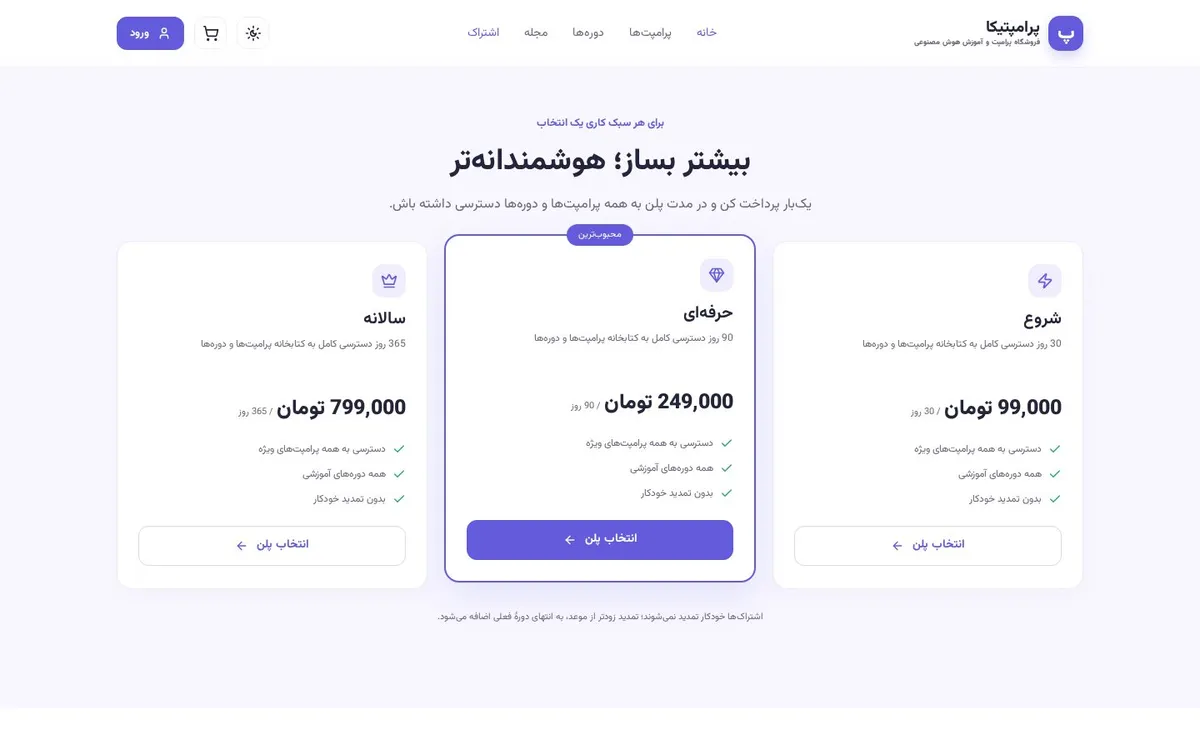 پ
پرامپتیکا
فروشگاه پرامپت و آموزش هوش مصنوعی
خانه
پرامپت‌ها
دوره‌ها
مجله
اشتراک
ورود
برای هر سبک کاری یک انتخاب
بیشتر بساز؛ هوشمندانه‌تر
یک‌بار پرداخت کن و در مدت پلن به همه پرامپت‌ها و دوره‌ها دسترسی داشته باش.
شروع
30 روز دسترسی کامل به کتابخانه پرامپت‌ها و دوره‌ها
99,000 تومان / 30 روز
دسترسی به همه پرامپت‌های ویژه
همه دوره‌های آموزشی
بدون تمدید خودکار
انتخاب پلن
محبوب‌ترین
حرفه‌ای
90 روز دسترسی کامل به کتابخانه پرامپت‌ها و دوره‌ها
249,000 تومان / 90 روز
دسترسی به همه پرامپت‌های ویژه
همه دوره‌های آموزشی
بدون تمدید خودکار
انتخاب پلن
سالانه
365 روز دسترسی کامل به کتابخانه پرامپت‌ها و دوره‌ها
799,000 تومان / 365 روز
دسترسی به همه پرامپت‌های ویژه
همه دوره‌های آموزشی
بدون تمدید خودکار
انتخاب پلن
اشتراک‌ها خودکار تمدید نمی‌شوند؛ تمدید زودتر از موعد، به انتهای دورهٔ فعلی اضافه می‌شود.